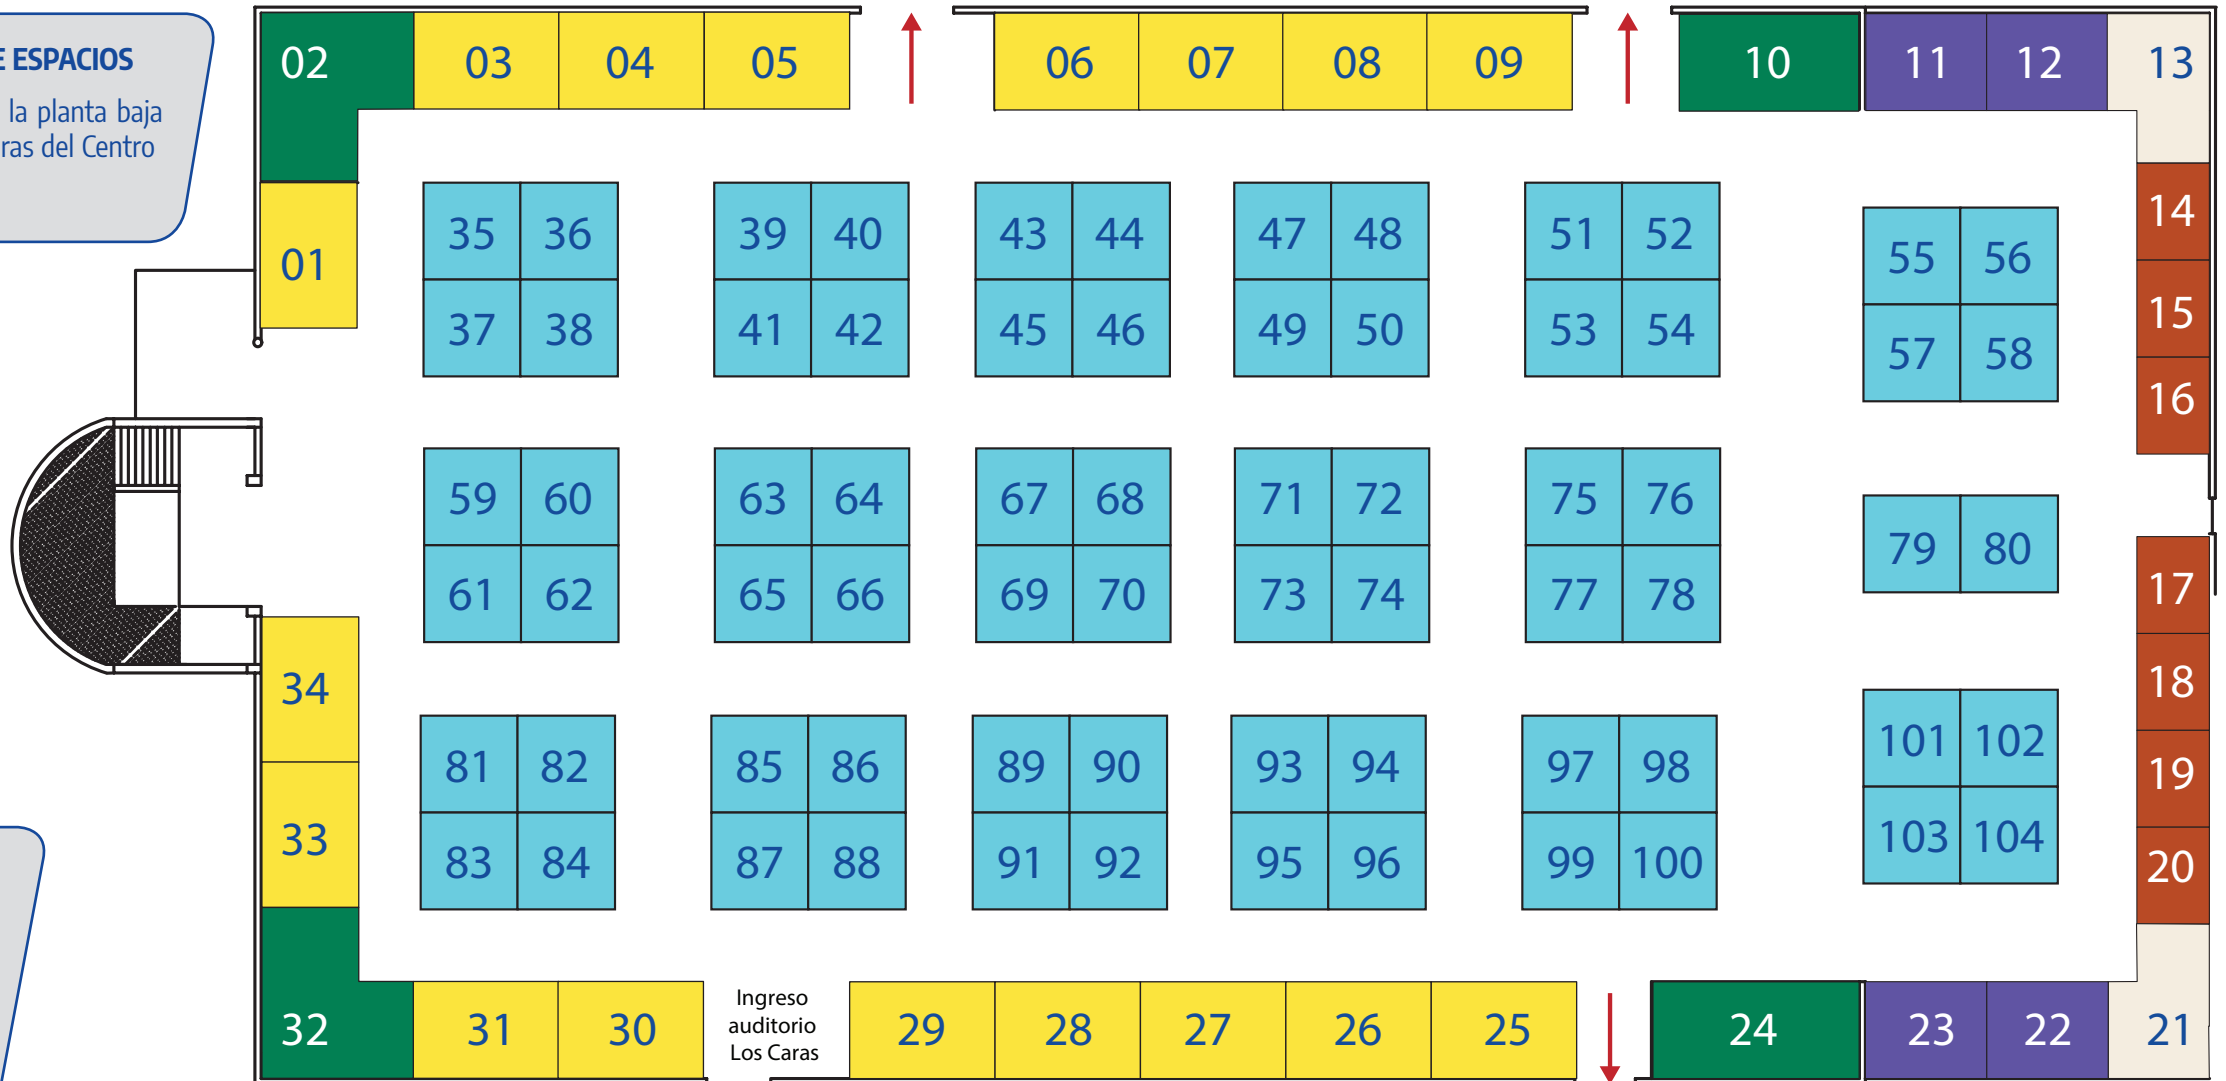 E ESPACIOS
la planta baja
ras del Centro
02 03 04 05 06 07 08 09 10 11 12 13
01
14
15
16
35 36 39 40 43 44 47 48 51 52 55 56
37 38 41 42 45 46 49 50 53 54 57 58
59 60 63 64 67 68 71 72 75 76
79 80
61 62 65 66 69 70 73 74 77 78
17
18
19
20
34
33
81 82 85 86 89 90 93 94 97 98 101 102
83 84 87 88 91 92 95 96 99 100 103 104
32 31 30
Ingreso
auditorio
Los Caras
29 28 27 26 25 24 23 22 21